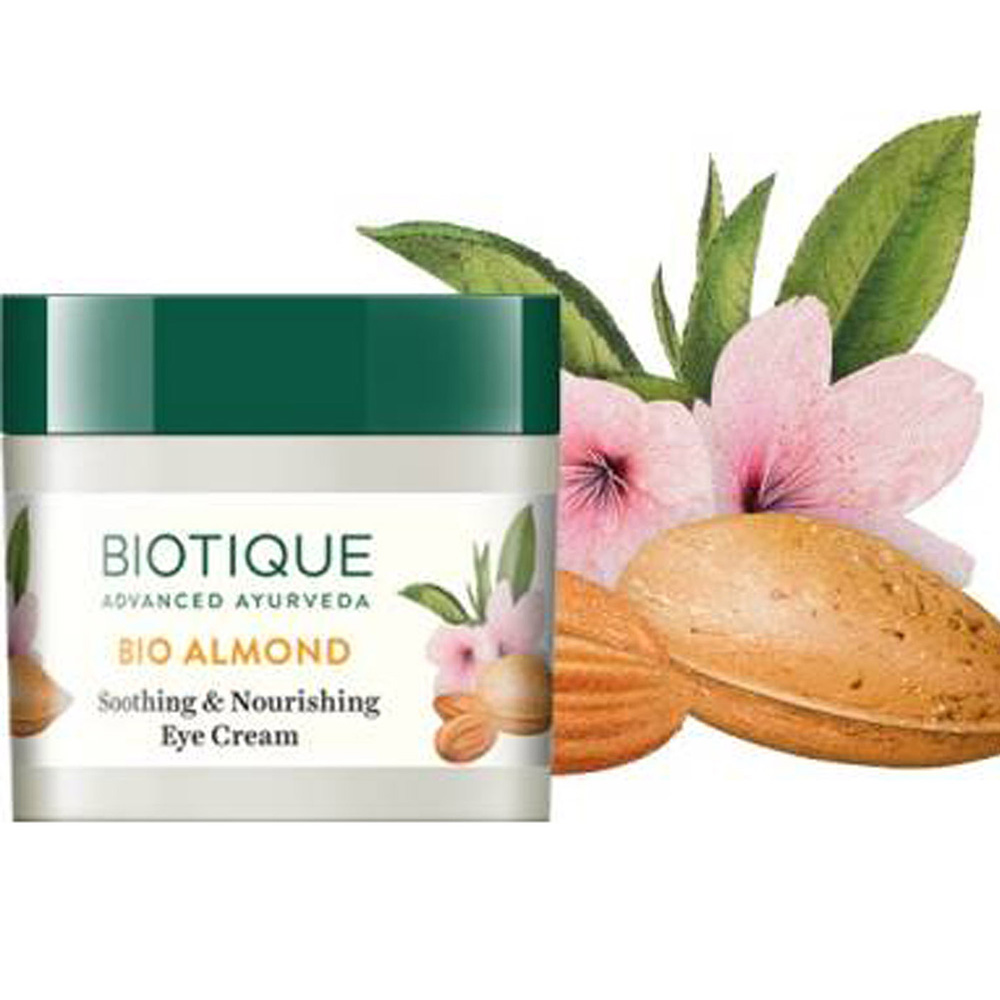 BIOTIQUE
ADVANCED AYURVEDA
BIO ALMOND
Soothing & Nourishing
Eye Cream